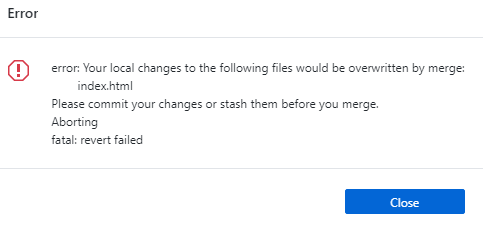 Error
error: Your local changes to the following files would be overwritten by merge:
index.html
Please commit your changes or stash them before you merge.
Aborting
fatal: revert failed
Close